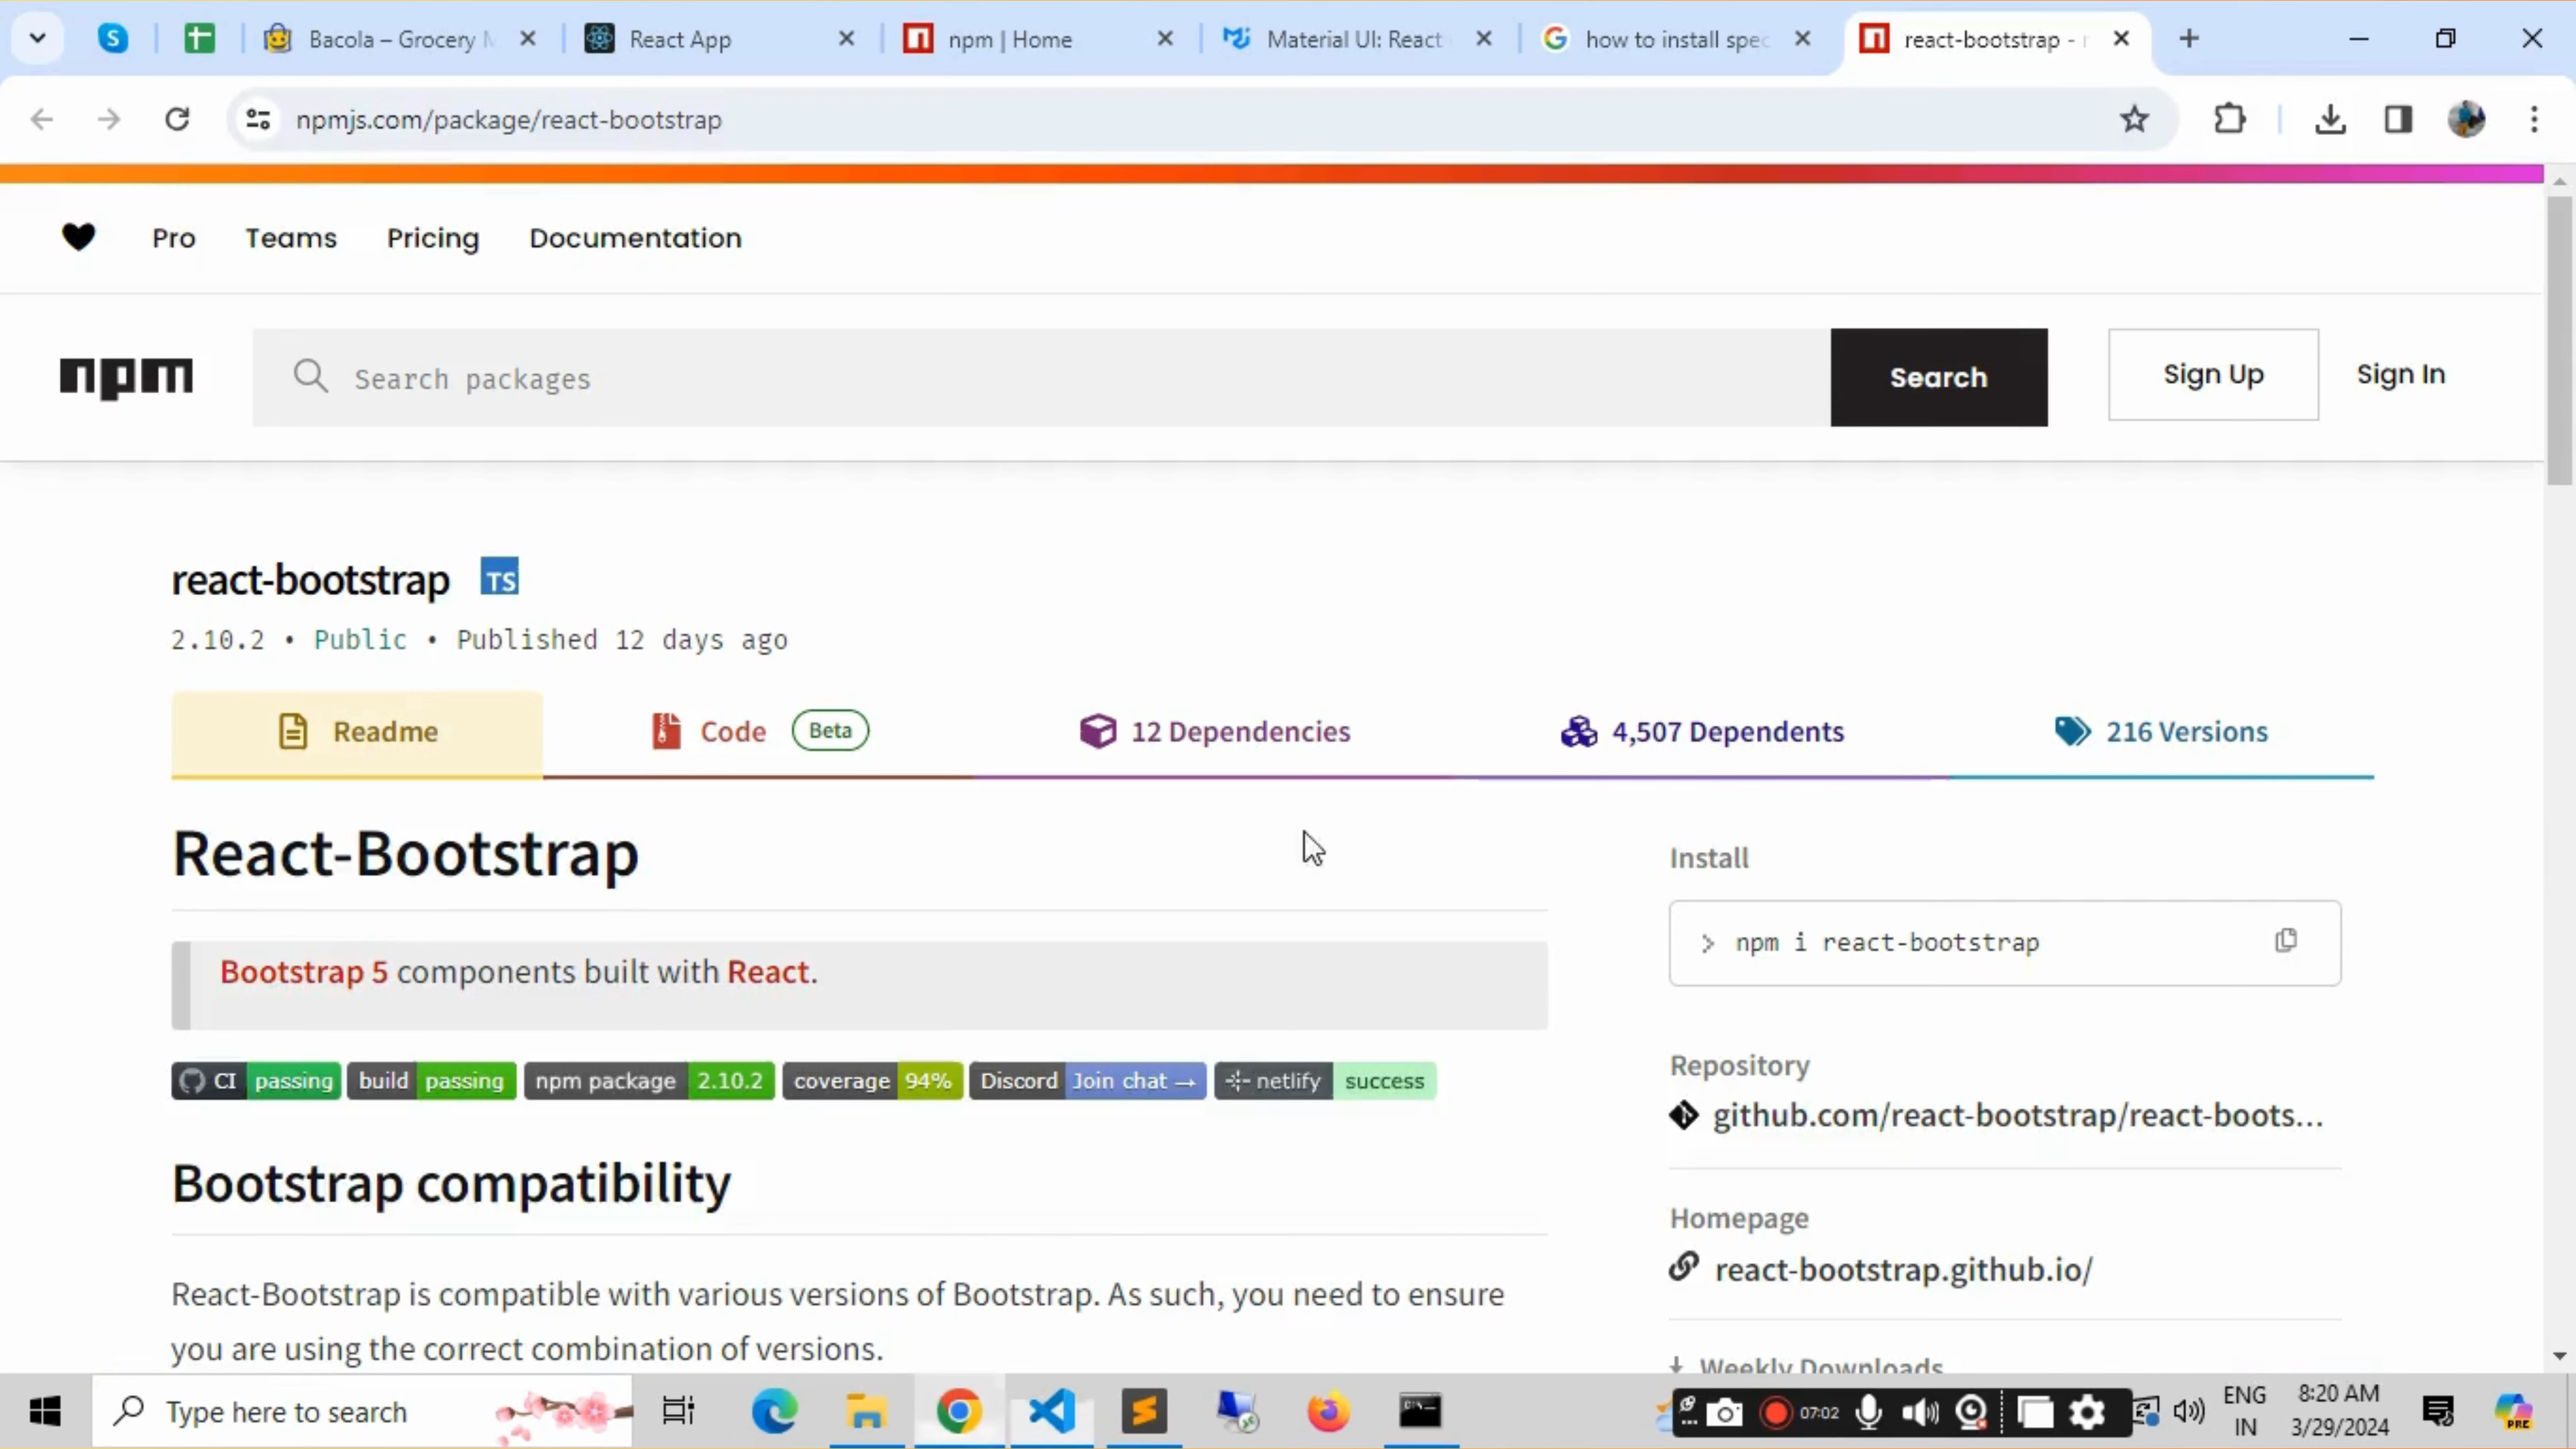 Bacola – Grocery M
React App
npm | Home
Material UI: React
how to install spec
react-bootstrap - r
npmjs.com/package/react-bootstrap
Pro
Teams
Pricing
Documentation
npm
Search packages
Search
Sign Up
Sign In
react-bootstrap
TS
2.10.2 • Public • Published 12 days ago
Readme
Code
Beta
12 Dependencies
4,507 Dependents
216 Versions
React-Bootstrap
Bootstrap 5 components built with React.
CI passing
build passing
npm package 2.10.2
coverage 94%
Discord Join chat →
netlify success
Bootstrap compatibility
React-Bootstrap is compatible with various versions of Bootstrap. As such, you need to ensure
you are using the correct combination of versions.
Install
> npm i react-bootstrap
Repository
github.com/react-bootstrap/react-boots...
Homepage
react-bootstrap.github.io/
Weekly Downloads
Type here to search
07:02
ENG
IN
8:20 AM
3/29/2024
PRE